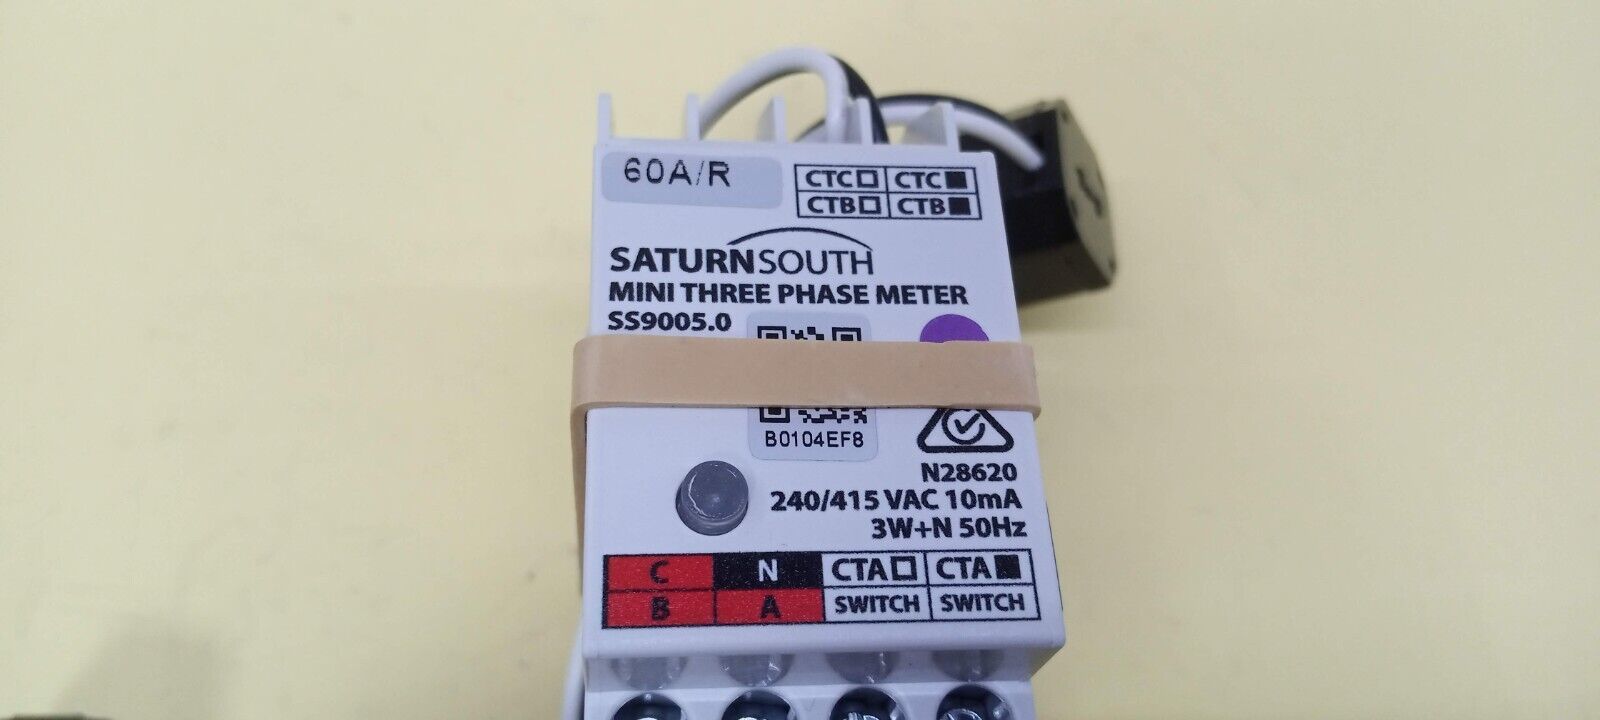 60A/R
CTC CTC
CTB CTB
SATURNSOUTH
MINI THREE PHASE METER
SS9005.0
B0104EF8
N28620
240/415 VAC 10mA
3W+N 50Hz
C N CTA CTA
B A SWITCH SWITCH